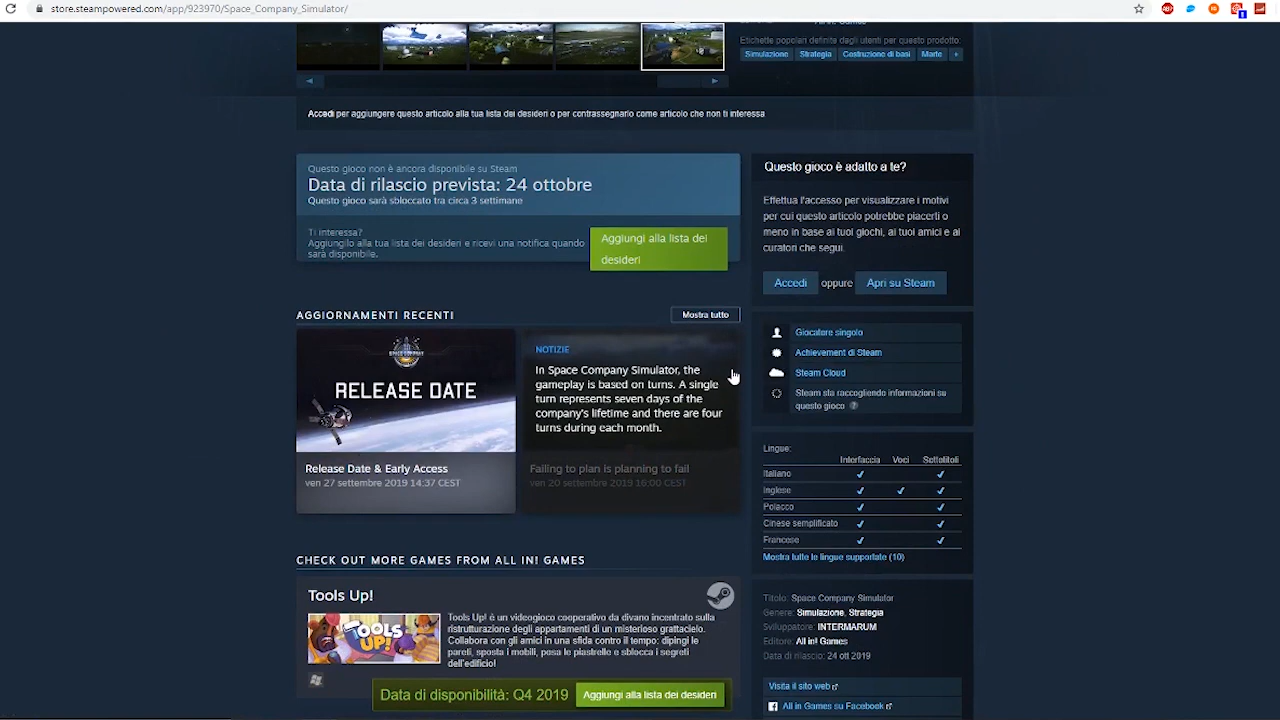 store.steampowered.com/app/923970/Space_Company_Simulator/
Etichette popolari definite dagli utenti per questo prodotto:
Simulazione Strategia Costruzione di basi Marte +
Accedi per aggiungere questo articolo alla tua lista dei desideri o per contrassegnarlo come articolo che non ti interessa
Questo gioco non è ancora disponibile su Steam
Data di rilascio prevista: 24 ottobre
Questo gioco sarà sbloccato tra circa 3 settimane
Ti interessa?
Aggiungilo alla tua lista dei desideri e ricevi una notifica quando
sarà disponibile.
Aggiungi alla lista dei
desideri
Questo gioco è adatto a te?
Effettua l'accesso per visualizzare i motivi
per cui questo articolo potrebbe piacerti o
meno in base ai tuoi giochi, ai tuoi amici e ai
curatori che segui.
Accedi oppure Apri su Steam
AGGIORNAMENTI RECENTI
Mostra tutto
SPACE COMPANY
RELEASE DATE
Release Date & Early Access
ven 27 settembre 2019 14:37 CEST
NOTIZIE
In Space Company Simulator, the
gameplay is based on turns. A single
turn represents seven days of the
company's lifetime and there are four
turns during each month.
Failing to plan is planning to fail
ven 20 settembre 2019 16:00 CEST
Giocatore singolo
Achievement di Steam
Steam Cloud
Steam sta raccogliendo informazioni su
questo gioco ?
Lingue:
Interfaccia Voci Sottotitoli
Italiano ✔ ✔
Inglese ✔ ✔ ✔
Polacco ✔ ✔
Cinese semplificato ✔ ✔
Francese ✔ ✔
Mostra tutte le lingue supportate (10)
CHECK OUT MORE GAMES FROM ALL IN! GAMES
Tools Up!
TOOLS UP!
Tools Up! è un videogioco cooperativo da divano incentrato sulla
ristrutturazione degli appartamenti di un misterioso grattacielo.
Collabora con gli amici in una sfida contro il tempo: dipingi le
pareti, sposta i mobili, posa le piastrelle e sblocca i segreti
dell'edificio!
Data di disponibilità: Q4 2019 Aggiungi alla lista dei desideri
Titolo: Space Company Simulator
Genere: Simulazione, Strategia
Sviluppatore: INTERMARUM
Editore: All in! Games
Data di rilascio: 24 ott 2019
Visita il sito web
All in Games su Facebook